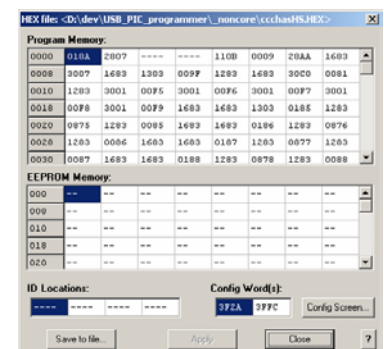 HEX file: <D:\dev\USB_PIC_programmer\_noncore\ccchasHS.HEX>
Program Memory:
0000 018A 2807 ---- ---- 110B 0009 28AA 1683
0008 3007 1683 1303 009F 1283 1683 30C0 0081
0010 1283 3001 00F5 3001 00F6 3001 00F7 3001
0018 00F8 3001 00F9 1683 1683 1303 0185 1283
0020 0875 1283 0085 1683 1683 0186 1283 0876
0028 1283 0086 1683 1683 0187 1283 0877 1283
0030 0087 1683 1683 0188 1283 0878 1283 0088
EEPROM Memory:
000 -- -- -- -- -- -- -- --
008 -- -- -- -- -- -- -- --
010 -- -- -- -- -- -- -- --
018 -- -- -- -- -- -- -- --
020 -- -- -- -- -- -- -- --
ID Locations: Config Word(s):
---- ---- ---- ---- 3F2A 3FFC Config Screen...
Save to file... Apply Close ?